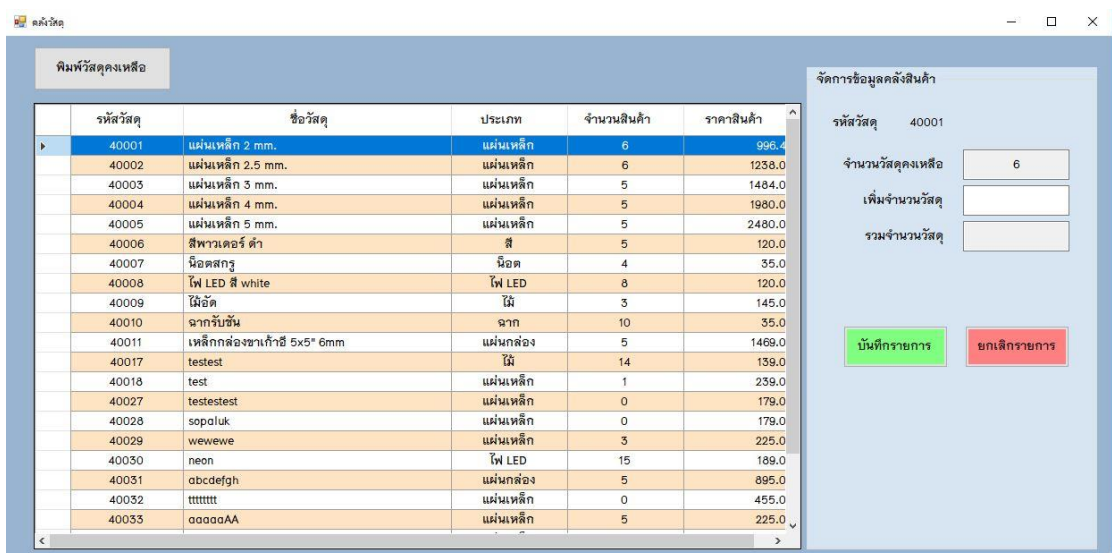 คลังวัสดุ
พิมพ์วัสดุคงเหลือ
จัดการข้อมูลคลังสินค้า
รหัสวัสดุ 40001
จำนวนวัสดุคงเหลือ 6
เพิ่มจำนวนวัสดุ
รวมจำนวนวัสดุ
บันทึกรายการ ยกเลิกรายการ
รหัสวัสดุ ชื่อวัสดุ ประเภท จำนวนสินค้า ราคาสินค้า
40001 แผ่นเหล็ก 2 mm. แผ่นเหล็ก 6 996.4
40002 แผ่นเหล็ก 2.5 mm. แผ่นเหล็ก 6 1238.0
40003 แผ่นเหล็ก 3 mm. แผ่นเหล็ก 5 1484.0
40004 แผ่นเหล็ก 4 mm. แผ่นเหล็ก 5 1980.0
40005 แผ่นเหล็ก 5 mm. แผ่นเหล็ก 5 2480.0
40006 สีพาวเดอร์ ดำ สี 5 120.0
40007 น็อตสกรู น็อต 4 35.0
40008 ไฟ LED สี white ไฟ LED 8 120.0
40009 ไม้อัด ไม้ 3 145.0
40010 ฉากรับชั้น ฉาก 10 35.0
40011 เหล็กกล่องขาเก้าอี 5x5" 6mm แผ่นกล่อง 5 1469.0
40017 testest ไม้ 14 139.0
40018 test แผ่นเหล็ก 1 239.0
40027 testestest แผ่นเหล็ก 0 179.0
40028 sopaluk แผ่นเหล็ก 0 179.0
40029 wewewe แผ่นเหล็ก 3 225.0
40030 neon ไฟ LED 15 189.0
40031 abcdefgh แผ่นกล่อง 5 895.0
40032 tttttttt แผ่นเหล็ก 0 455.0
40033 aaaaaAA แผ่นเหล็ก 5 225.0